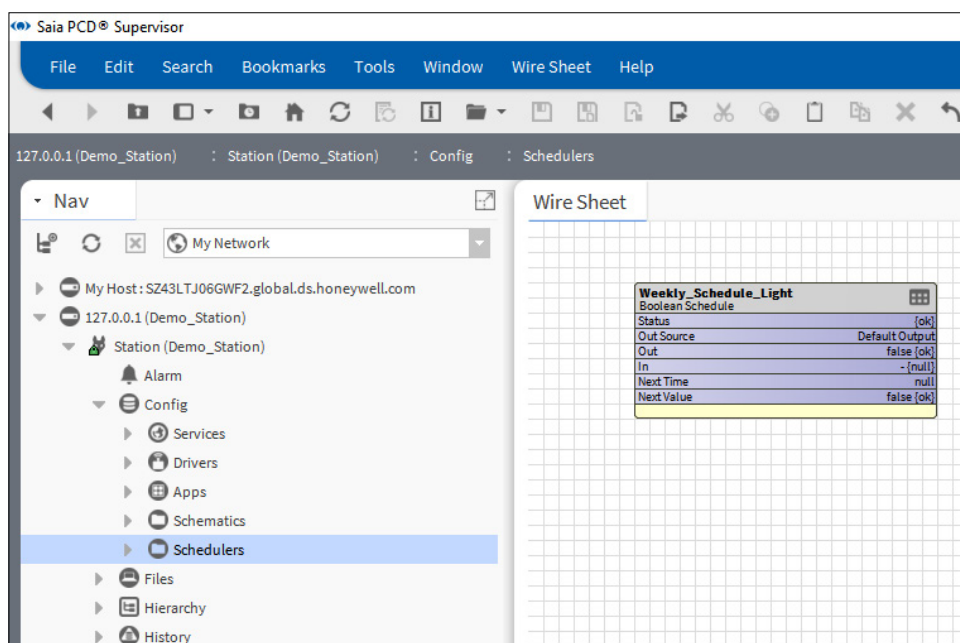 Saia PCD® Supervisor
File Edit Search Bookmarks Tools Window Wire Sheet Help
127.0.0.1 (Demo_Station) : Station (Demo_Station) : Config : Schedulers
Nav
My Network
My Host : SZ43LTJ06GWF2.global.ds.honeywell.com
127.0.0.1 (Demo_Station)
Station (Demo_Station)
Alarm
Config
Services
Drivers
Apps
Schematics
Schedulers
Files
Hierarchy
History
Wire Sheet
Weekly_Schedule_Light
Boolean Schedule
Status {ok}
Out Source Default Output
Out false {ok}
In - {null}
Next Time null
Next Value false {ok}